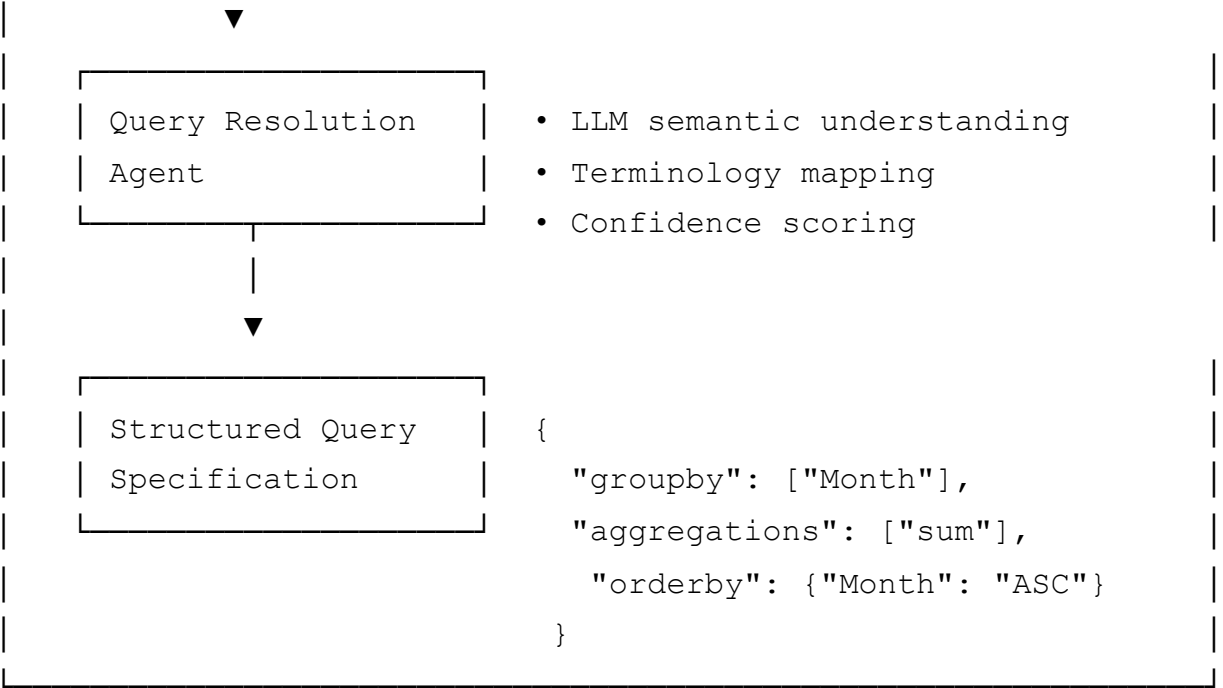 Query Resolution • LLM semantic understanding
Agent • Terminology mapping
• Confidence scoring
Structured Query {
Specification "groupby": ["Month"],
"aggregations": ["sum"],
"orderby": {"Month": "ASC"}
}